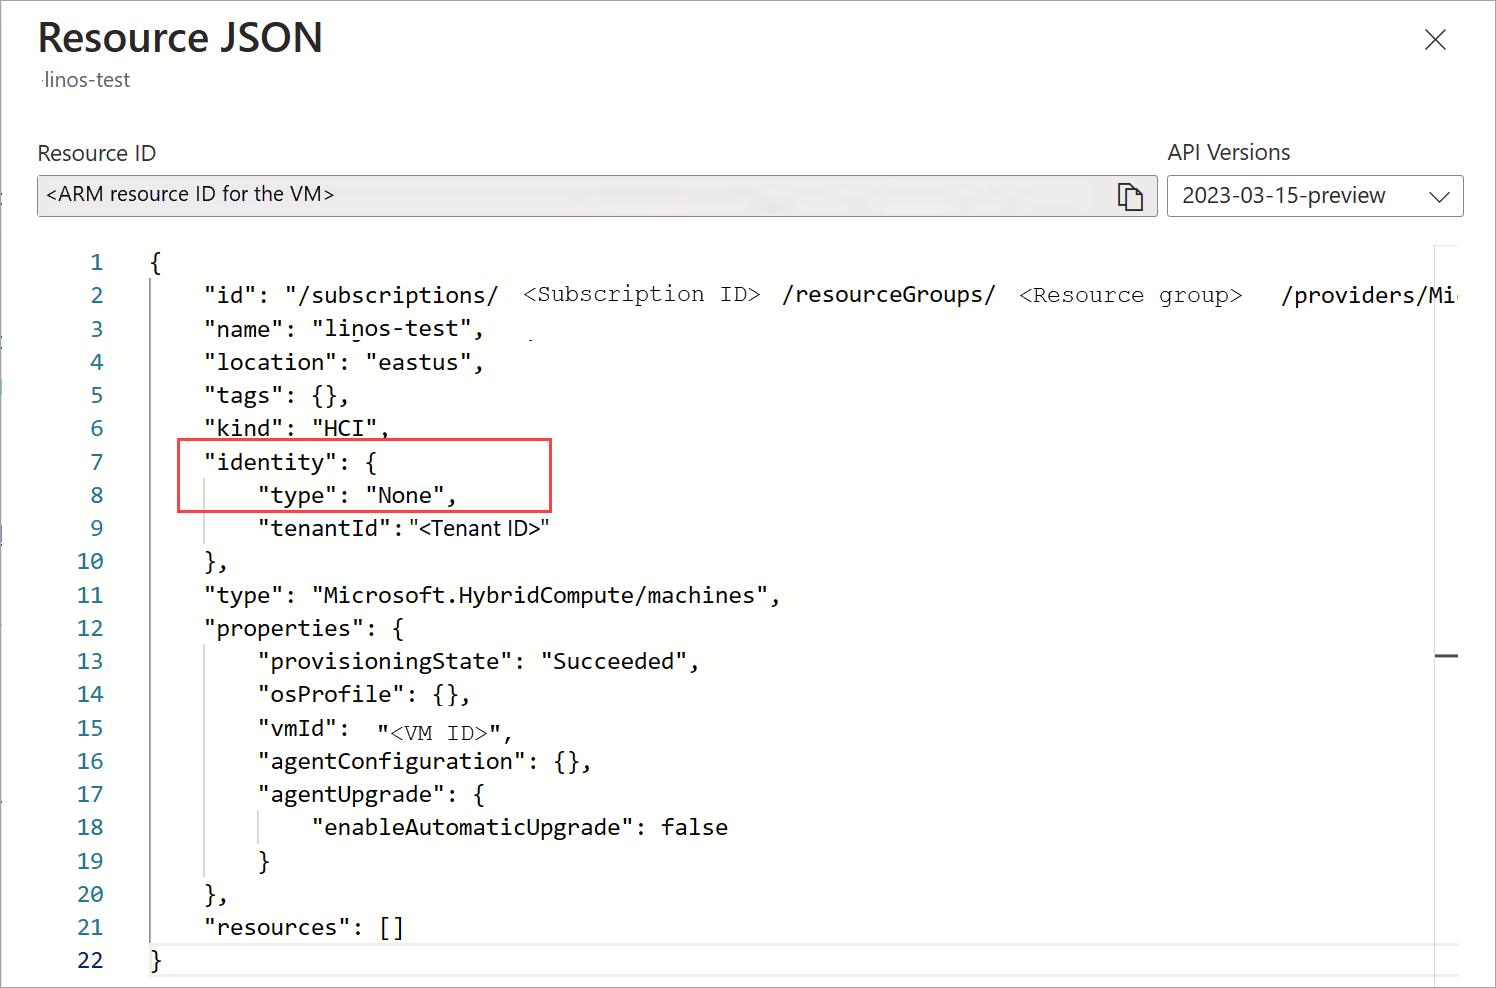 Resource JSON
linos-test
Resource ID
API Versions
<ARM resource ID for the VM>
2023-03-15-preview
1 {
2 "id": "/subscriptions/ <Subscription ID> /resourceGroups/ <Resource group> /providers/Mi
3 "name": "linos-test",
4 "location": "eastus",
5 "tags": {},
6 "kind": "HCI",
7 "identity": {
8 "type": "None",
9 "tenantId": "<Tenant ID>"
10 },
11 "type": "Microsoft.HybridCompute/machines",
12 "properties": {
13 "provisioningState": "Succeeded",
14 "osProfile": {},
15 "vmId": "<VM ID>",
16 "agentConfiguration": {},
17 "agentUpgrade": {
18 "enableAutomaticUpgrade": false
19 }
20 },
21 "resources": []
22 }